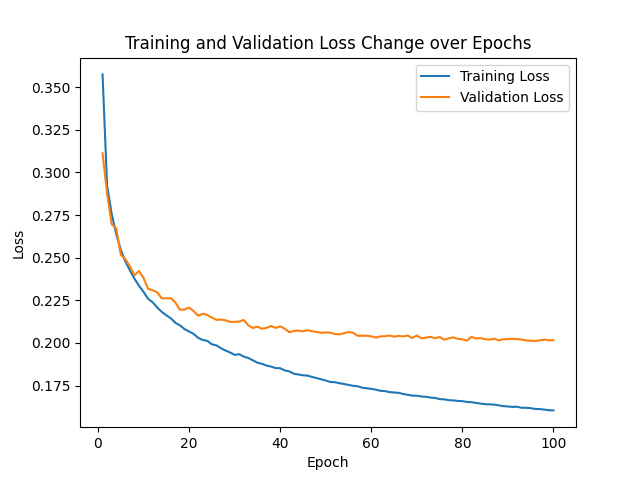 Training and Validation Loss Change over Epochs
Training Loss
Validation Loss
0.350
0.325
0.300
0.275
0.250
0.225
0.200
0.175
Loss
0 20 40 60 80 100
Epoch